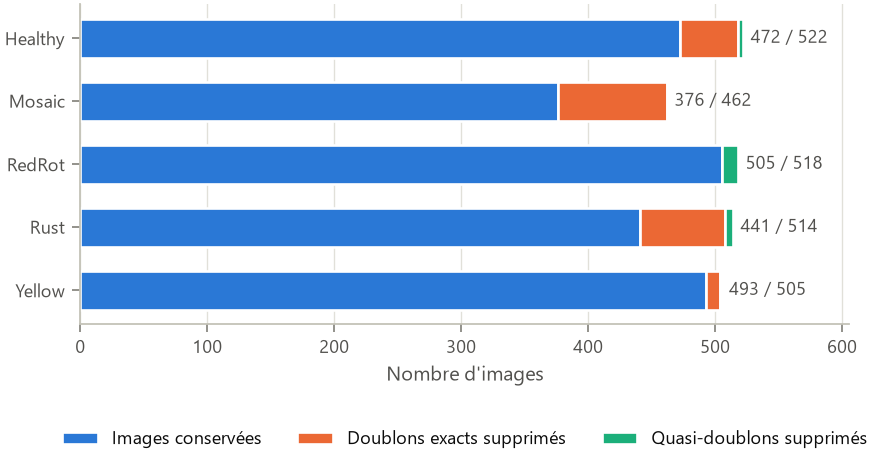 Healthy 472 / 522
Mosaic 376 / 462
RedRot 505 / 518
Rust 441 / 514
Yellow 493 / 505
0 100 200 300 400 500 600
Nombre d'images
Images conservées Doublons exacts supprimés Quasi-doublons supprimés